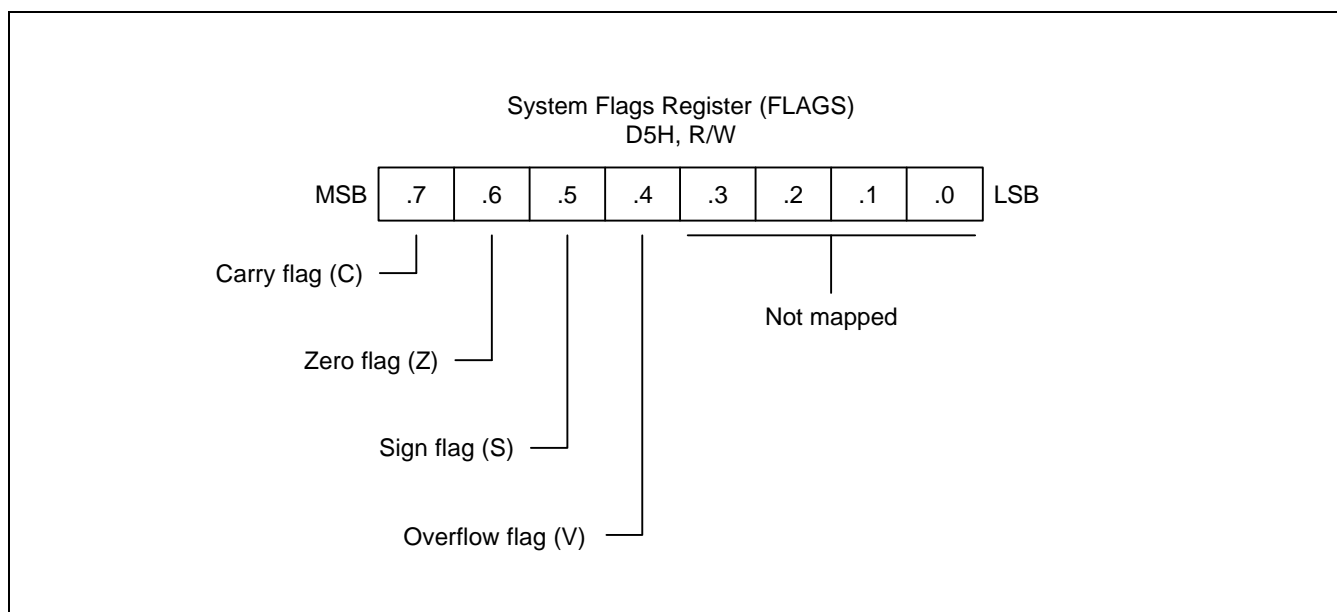 System Flags Register (FLAGS)
D5H, R/W
MSB .7 .6 .5 .4 .3 .2 .1 .0 LSB
Carry flag (C)
Not mapped
Zero flag (Z)
Sign flag (S)
Overflow flag (V)